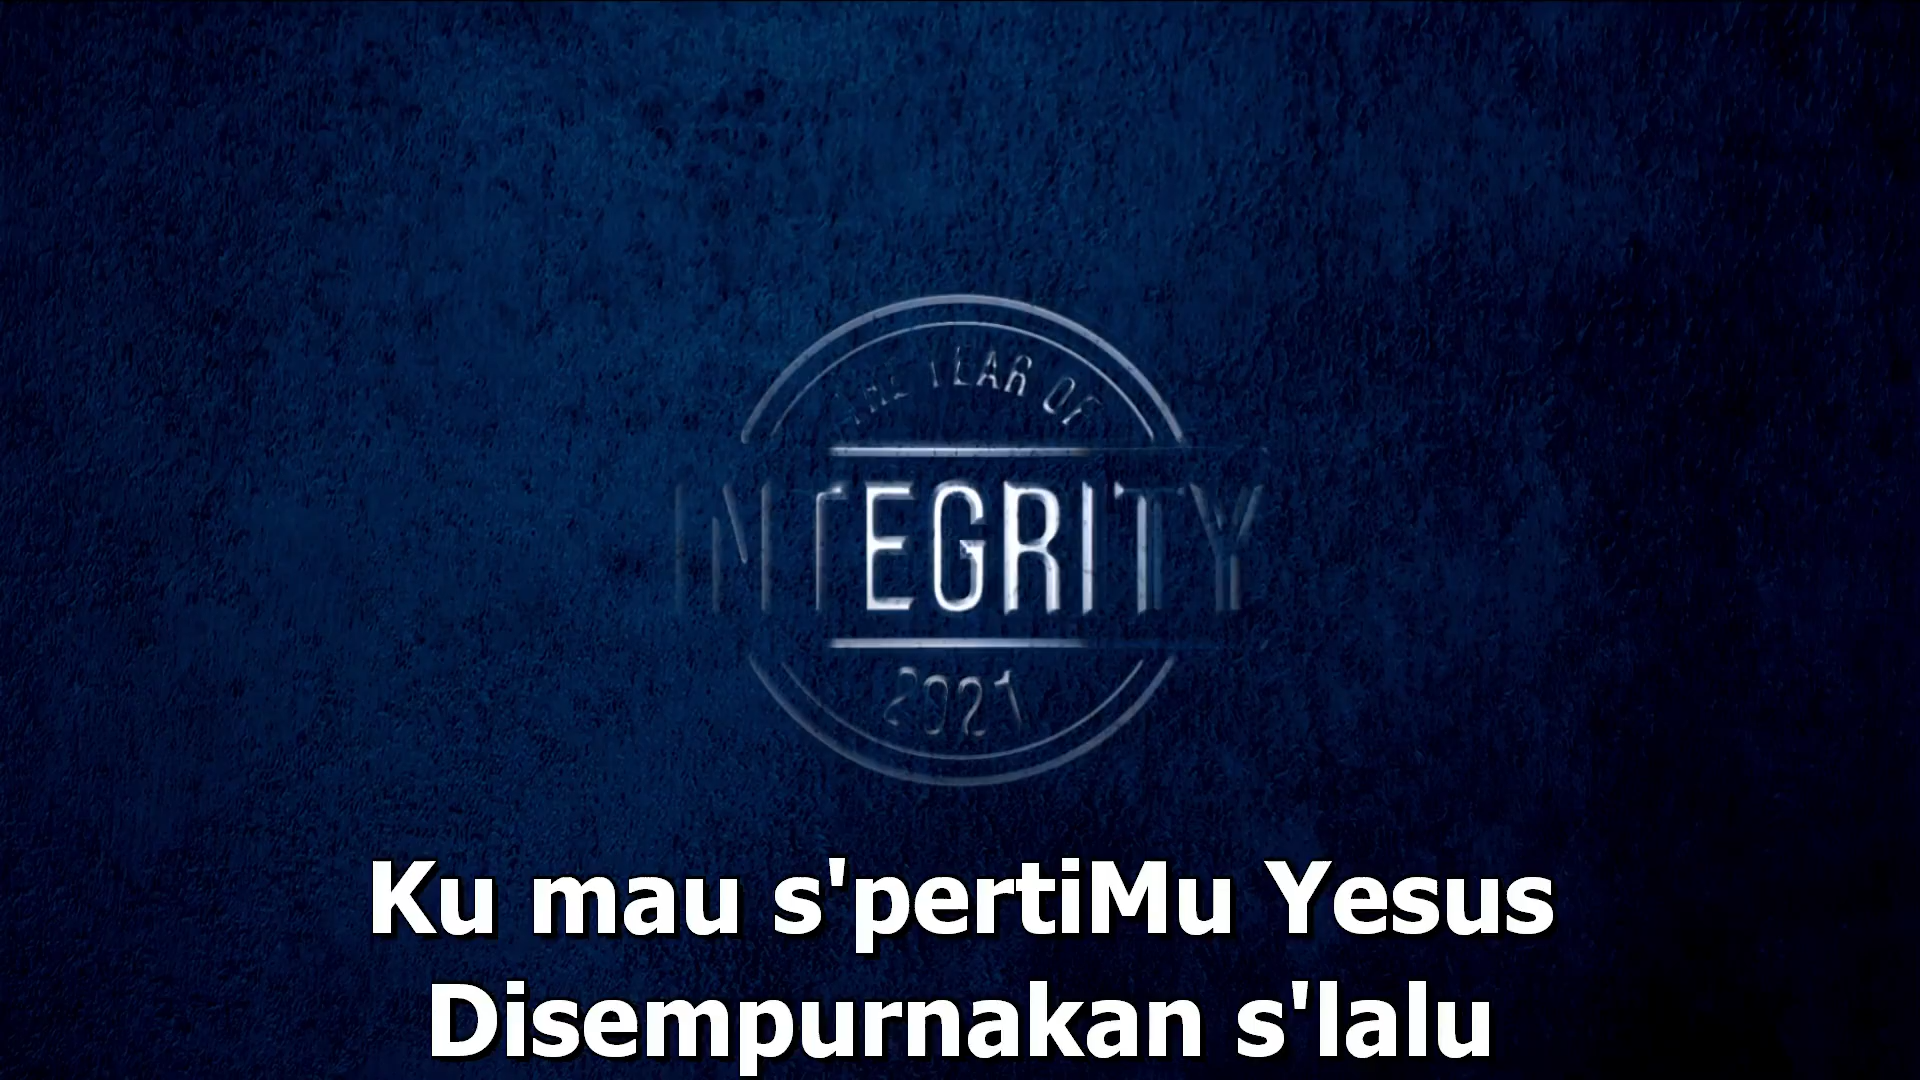 THE YEAR OF
INTEGRITY
2021
Ku mau s'pertiMu Yesus
Disempurnakan s'lalu